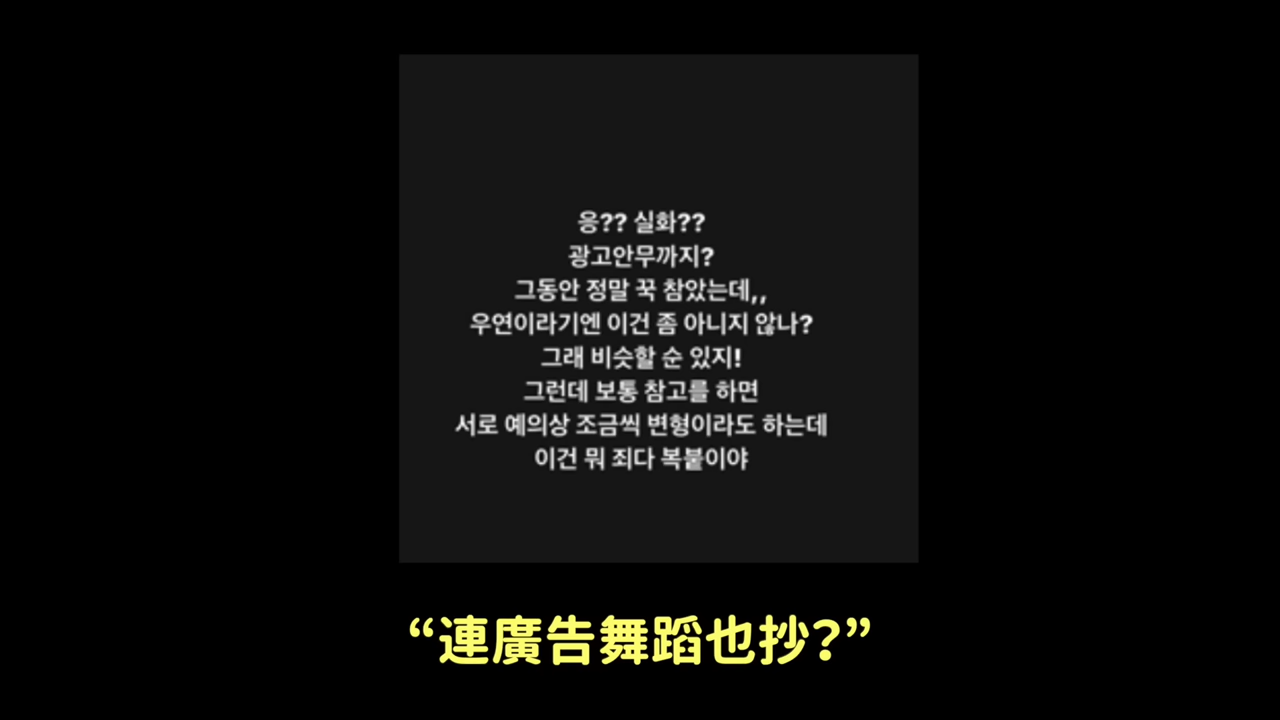 응?? 실화??
광고안무까지?
그동안 정말 꾹 참았는데,,
우연이라기엔 이건 좀 아니지 않나?
그래 비슷할 순 있지!
그런데 보통 참고를 하면
서로 예의상 조금씩 변형이라도 하는데
이건 뭐 죄다 복붙이야
“連廣告舞蹈也抄?”